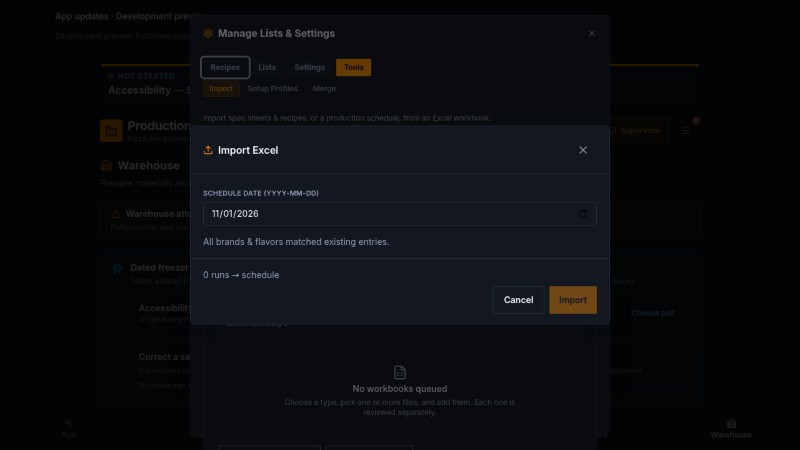 App updates · Development preview
Development preview. Published upda
Manage Lists & Settings
NOT STARTED
Recipes
Lists
Settings
Tools
Accessibility — S
Import
Setup Profiles
Merge
Import spec sheets & recipes, or a production schedule, from an Excel workbook.
Production
Supervisor
Import Excel
Warehouse
Prepare materials and
SCHEDULE DATE (YYYY-MM-DD)
11/01/2026
Warehouse atte
All brands & flavors matched existing entries.
Dated freezer
0 runs → schedule
Cancel
Import
Accessibility
Original target
Choose pull
Correct a sa
No workbooks queued
Choose a type, pick one or more files, and add them. Each one is
reviewed separately.
Run
Warehouse